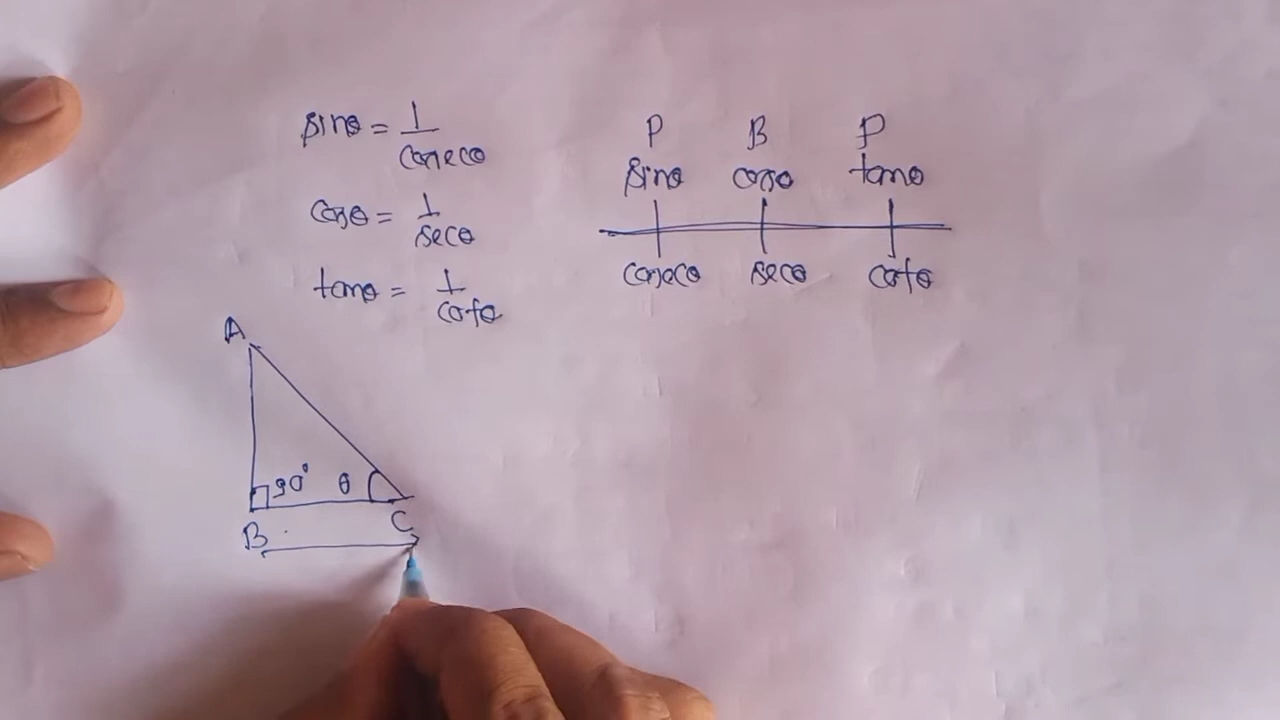 sinθ = 1/cosecθ
cosθ = 1/secθ
tanθ = 1/cotθ
P B P
sinθ cosθ tanθ
cosecθ secθ cotθ
A
90° θ
B C